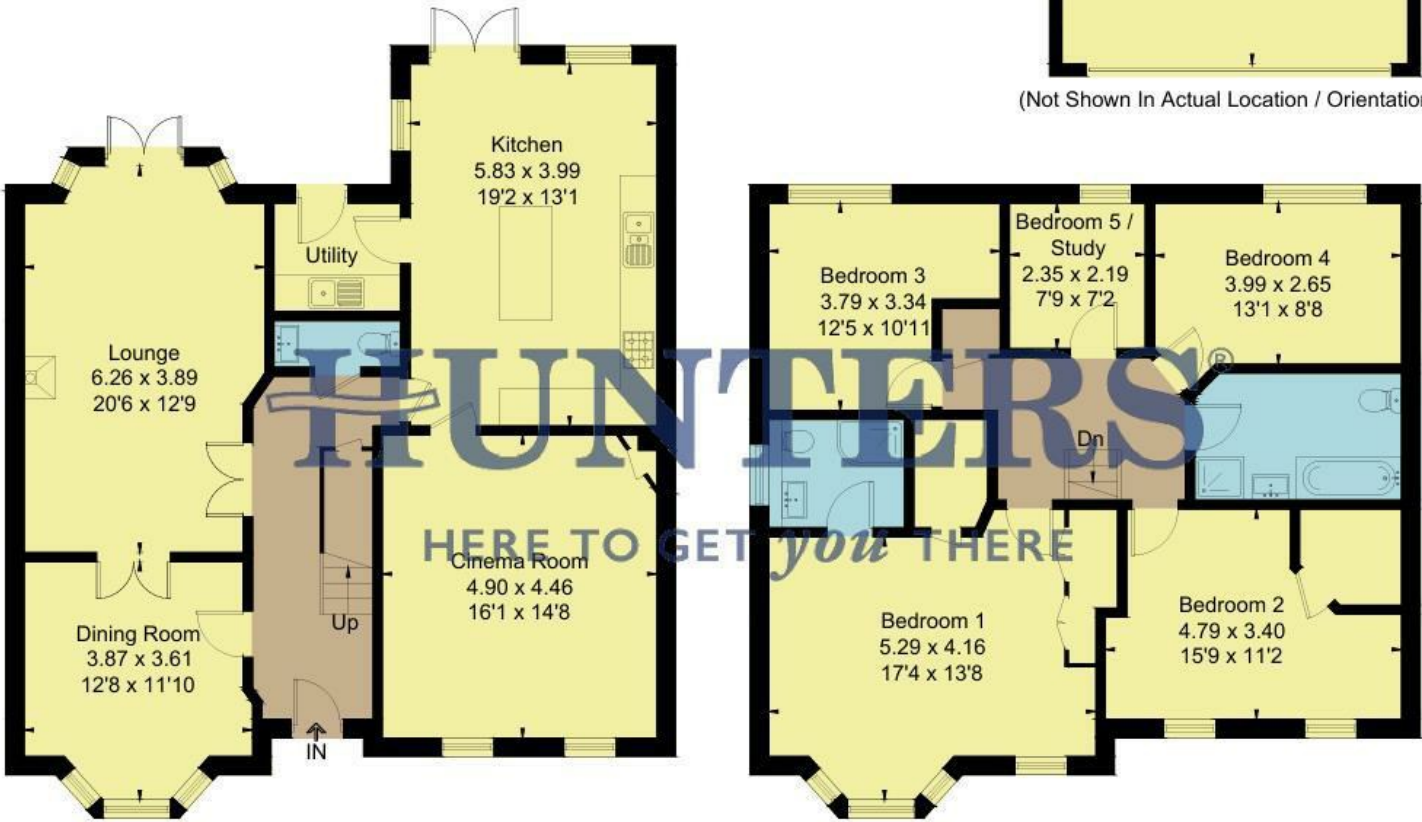 (Not Shown In Actual Location / Orientation
Kitchen
5.83 x 3.99
19'2 x 13'1
Utility
Lounge
6.26 x 3.89
20'6 x 12'9
Dining Room
3.87 x 3.61
12'8 x 11'10
Up
IN
Cinema Room
4.90 x 4.46
16'1 x 14'8
Bedroom 3
3.79 x 3.34
12'5 x 10'11
Bedroom 5 /
Study
2.35 x 2.19
7'9 x 7'2
Bedroom 4
3.99 x 2.65
13'1 x 8'8
Dn
Bedroom 1
5.29 x 4.16
17'4 x 13'8
Bedroom 2
4.79 x 3.40
15'9 x 11'2
HUNTERS®
HERE TO GET you THERE